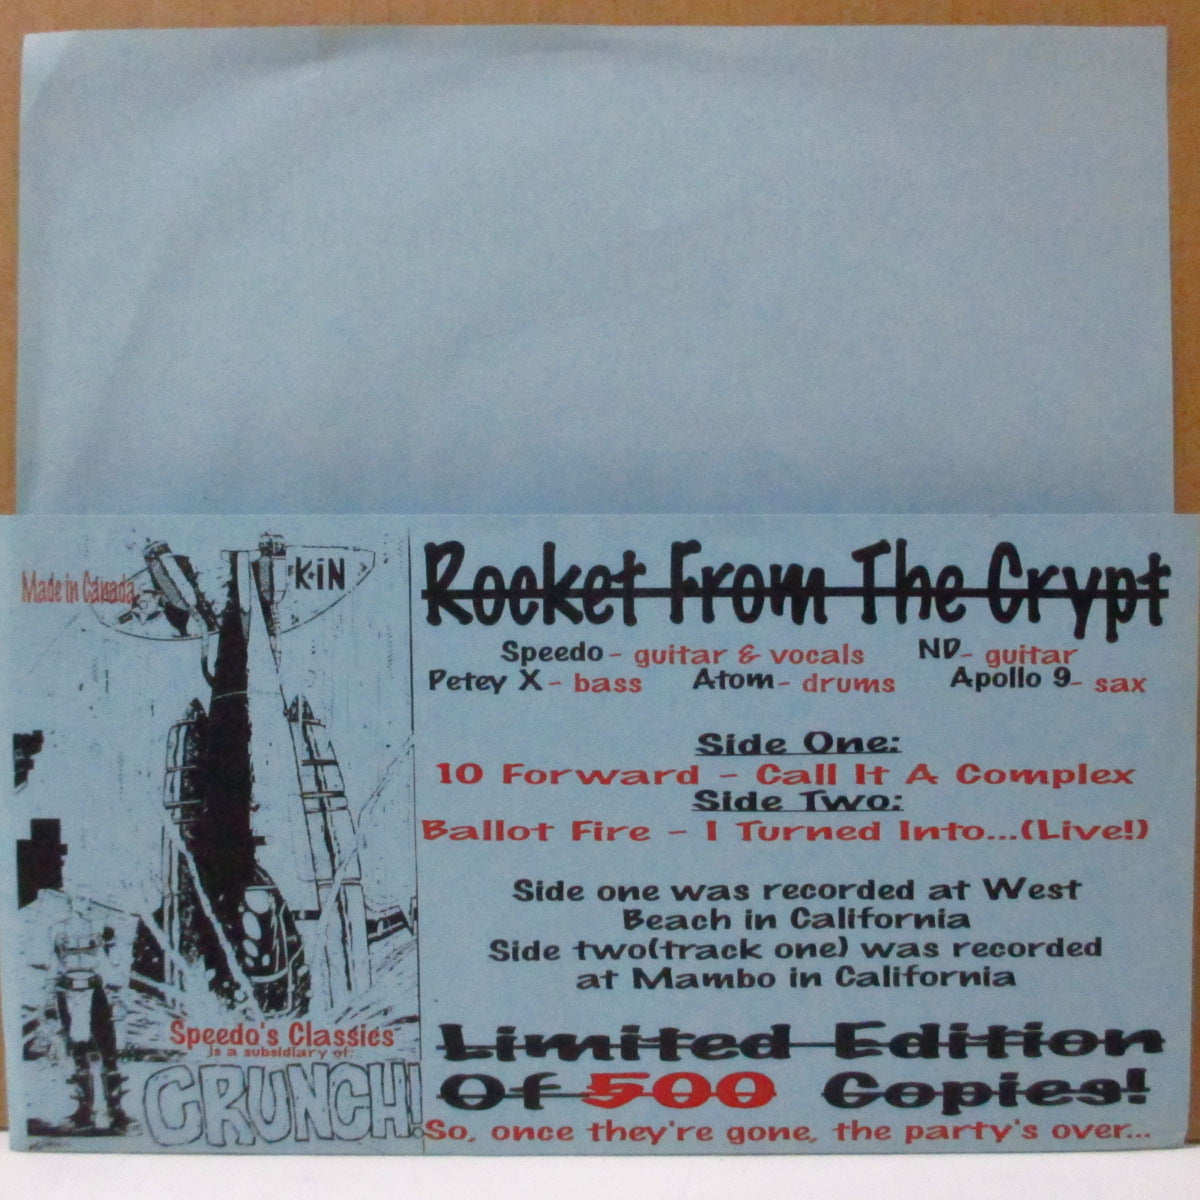 Made in Canada
K-iN
Rocket From The Crypt
Speedo - guitar & vocals ND - guitar
Petey X - bass Atom - drums Apollo 9 - sax
Side One:
10 Forward - Call It A Complex
Side Two:
Ballot Fire - I Turned Into...(Live!)
Side one was recorded at West
Beach in California
Side two(track one) was recorded
at Mambo in California
Speedo's Classics
is a subsidiary of:
CRUNCH!
Limited Edition
Of 500 Copies!
So, once they're gone, the party's over...